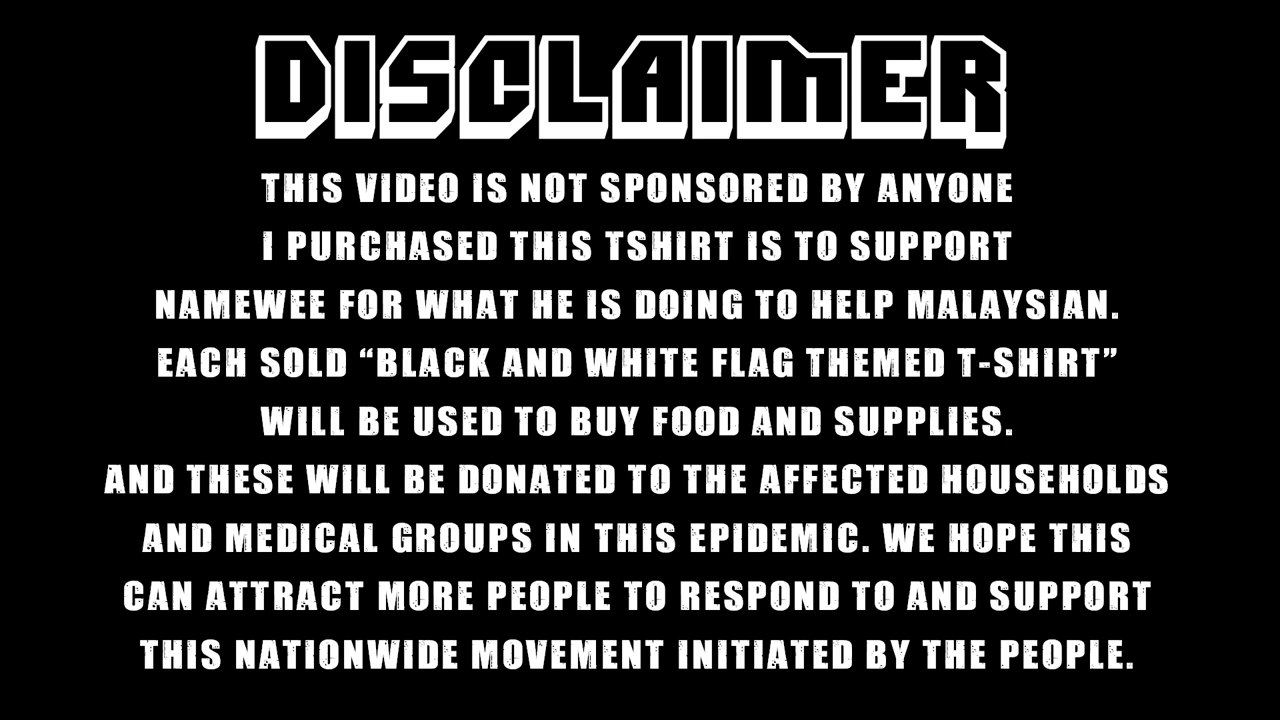 DISCLAIMER
THIS VIDEO IS NOT SPONSORED BY ANYONE
I PURCHASED THIS TSHIRT IS TO SUPPORT
NAMEWEE FOR WHAT HE IS DOING TO HELP MALAYSIAN.
EACH SOLD “BLACK AND WHITE FLAG THEMED T-SHIRT”
WILL BE USED TO BUY FOOD AND SUPPLIES.
AND THESE WILL BE DONATED TO THE AFFECTED HOUSEHOLDS
AND MEDICAL GROUPS IN THIS EPIDEMIC. WE HOPE THIS
CAN ATTRACT MORE PEOPLE TO RESPOND TO AND SUPPORT
THIS NATIONWIDE MOVEMENT INITIATED BY THE PEOPLE.